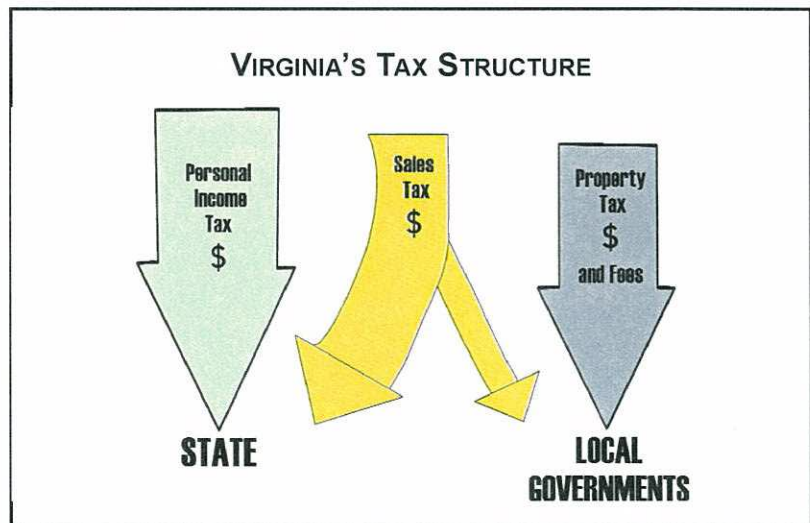 VIRGINIA'S TAX STRUCTURE
Personal
Income
Tax
$
Sales
Tax
$
Property
Tax
$
and Fees
STATE
LOCAL
GOVERNMENTS